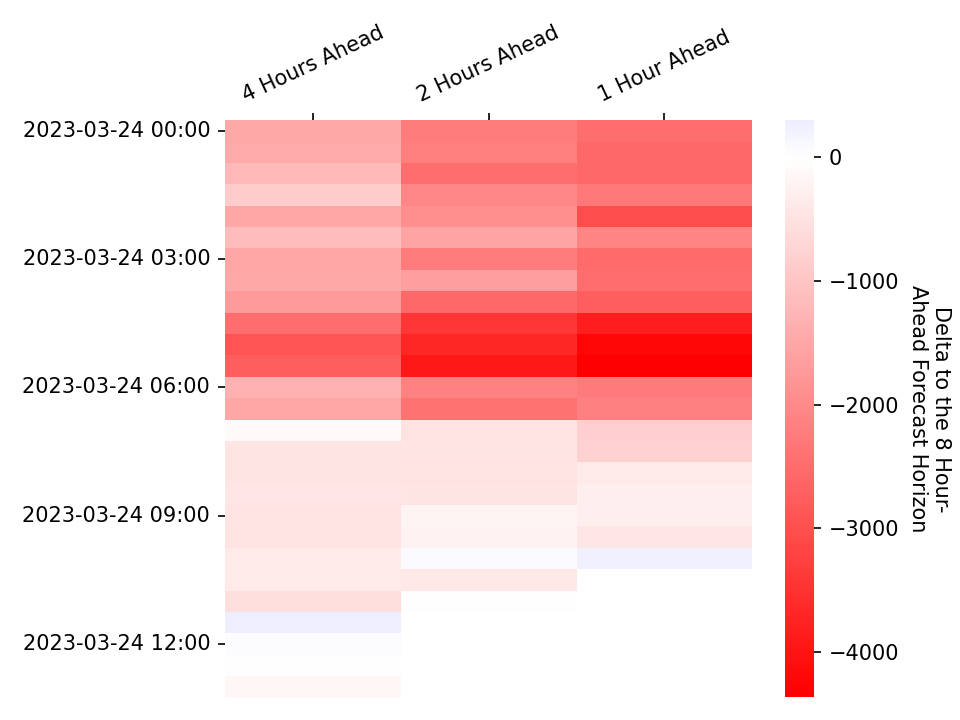 4 Hours Ahead
2 Hours Ahead
1 Hour Ahead
2023-03-24 00:00
2023-03-24 03:00
2023-03-24 06:00
2023-03-24 09:00
2023-03-24 12:00
0
−1000
−2000
−3000
−4000
Delta to the 8 Hour-
Ahead Forecast Horizon